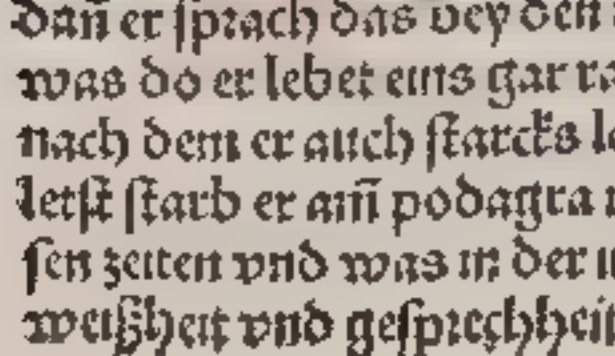 dañ er ſprach das bey den
was do er lebet eins gar
nach dem er auch ſtarcks
letſt ſtarb er am̃ podagra
ſen zeiten vnd was in der
weißheit vnd geſprechheit